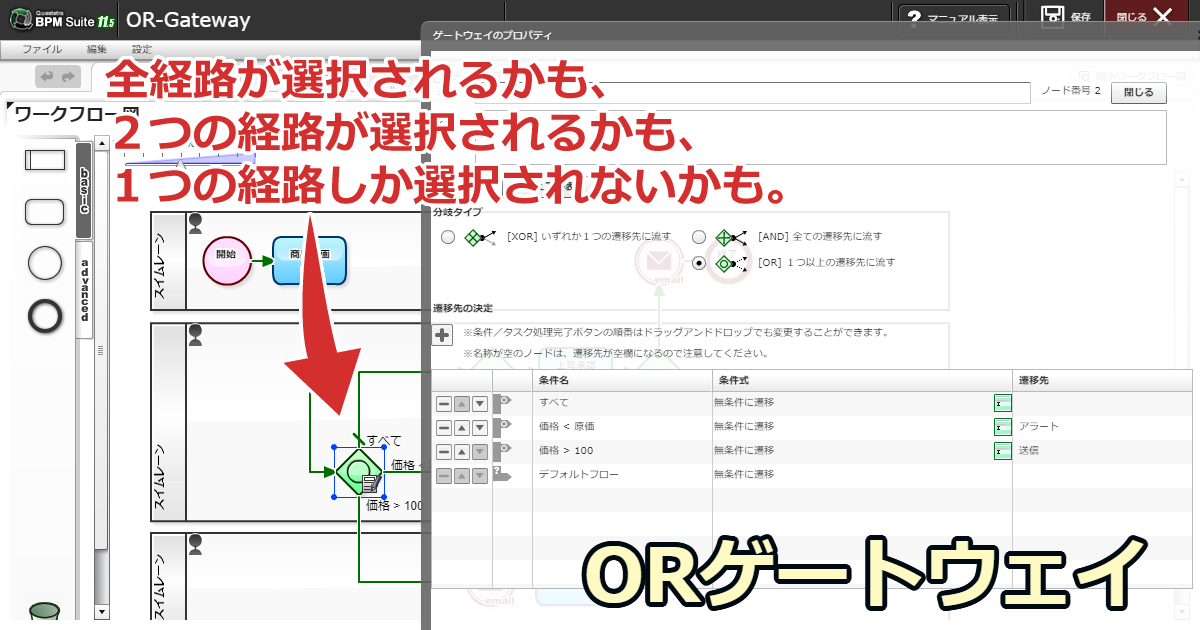 Questetra
BPM Suite 11.5
OR-Gateway
マニュアル表示
保存
閉じる
ファイル 編集 設定
ゲートウェイのプロパティ
全経路が選択されるかも、
２つの経路が選択されるかも、
１つの経路しか選択されないかも。
ワークフロー図
ノード番号 2
閉じる
basic
advanced
分岐タイプ
[XOR] いずれか１つの遷移先に流す
[AND] 全ての遷移先に流す
[OR] １つ以上の遷移先に流す
email
スイムレーン
開始
遷移先の決定
※条件／タスク処理完了ボタンの順番はドラッグアンドドロップでも変更することができます。
※名称が空のノードは、遷移先が空欄になるので注意してください。
上司承認
条件名 条件式 遷移先
すべて 無条件に遷移
価格 < 原価 無条件に遷移 アラート
価格 > 100 無条件に遷移 送信
デフォルトフロー 無条件に遷移
スイムレーン
すべて
価格 <
価格 > 100
スイムレーン
email
ORゲートウェイ